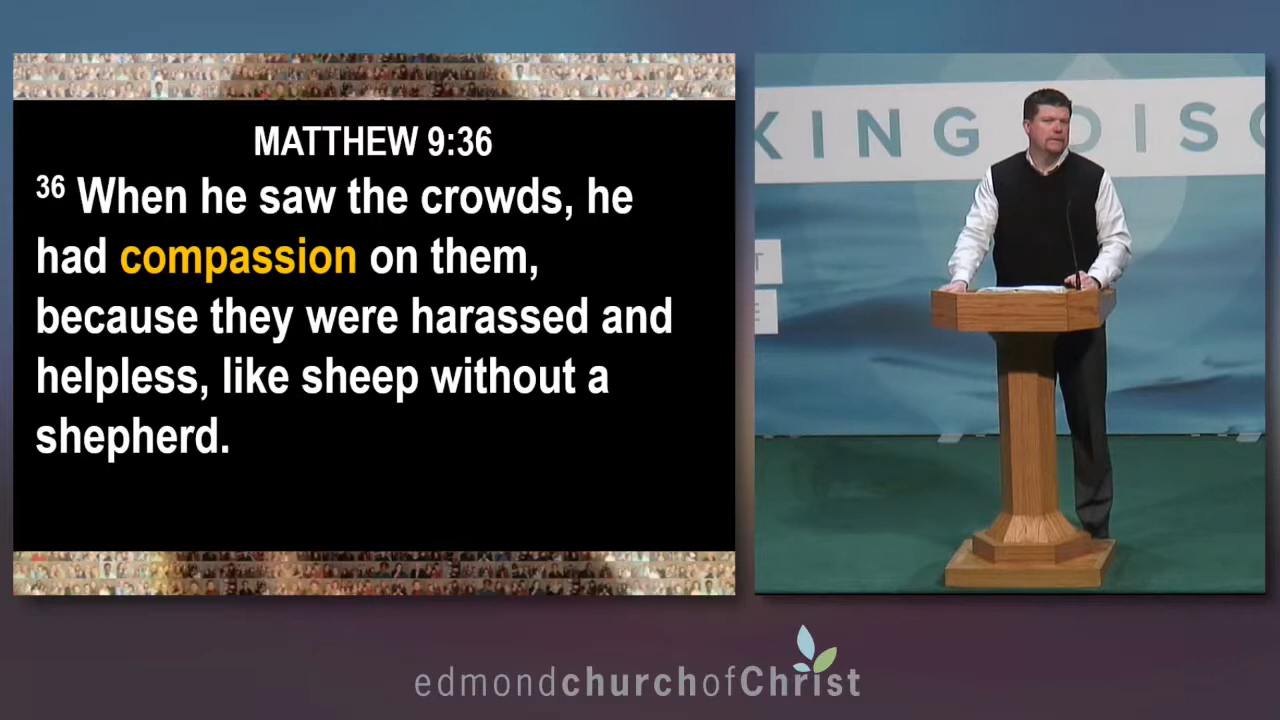 MATTHEW 9:36
36 When he saw the crowds, he
had compassion on them,
because they were harassed and
helpless, like sheep without a
shepherd.
KING DISC
T
E
edmondchurchofChrist